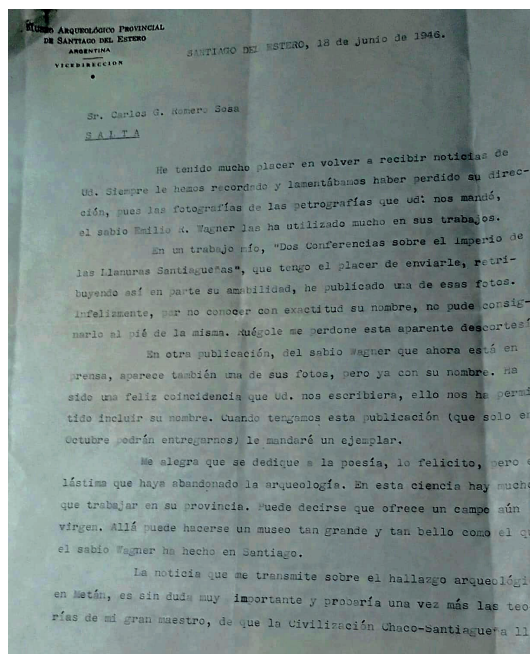 MUSEO ARQUEOLÓGICO PROVINCIAL
DE SANTIAGO DEL ESTERO
ARGENTINA
VICEDIRECCION
SANTIAGO DEL ESTERO, 18 de junio de 1946.
Sr. Carlos G. Romero Sosa
SALTA
He tenido mucho placer en volver a recibir noticias de
Ud. Siempre le hemos recordado y lamentábamos haber perdido su direc-
ción, pues las fotografías de las petrografías que Ud. nos mandó,
el sabio Emilio R. Wagner las ha utilizado mucho en sus trabajos.
En un trabajo mío, "Dos Conferencias sobre el Imperio de
las Llanuras Santiagueñas", que tengo el placer de enviarle, retri-
buyendo así en parte su amabilidad, he publicado una de esas fotos.
Infelizmente, por no conocer con exactitud su nombre, no pude consig-
narlo al pié de la misma. Ruégole me perdone esta aparente descortesí
En otra publicación, del sabio Wagner que ahora está en
prensa, aparece también una de sus fotos, pero ya con su nombre. Ha
sido una feliz coincidencia que Ud. nos escribiera, ello nos ha permi
tido incluir su nombre. Cuando tengamos esta publicación (que solo en
Octubre podrán entregarnos) le mandaré un ejemplar.
Me alegra que se dedique a la poesía, lo felicito, pero e
lástima que haya abandonado la arqueología. En esta ciencia hay mucho
que trabajar en su provincia. Puede decirse que ofrece un campo aún
virgen. Allá puede hacerse un museo tan grande y tan bello como el qu
el sabio Wagner ha hecho en Santiago.
La noticia que me transmite sobre el hallazgo arqueológi
en Metán, es sin duda muy importante y probaría una vez más las teo
rías de mi gran maestro, de que la Civilización Chaco-Santiagueña ll